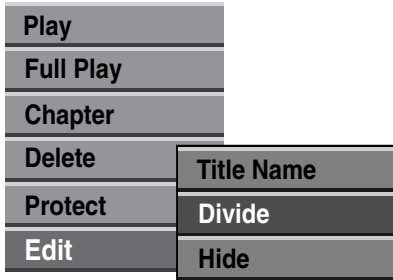 Play
Full Play
Chapter
Delete
Protect
Edit
Title Name
Divide
Hide